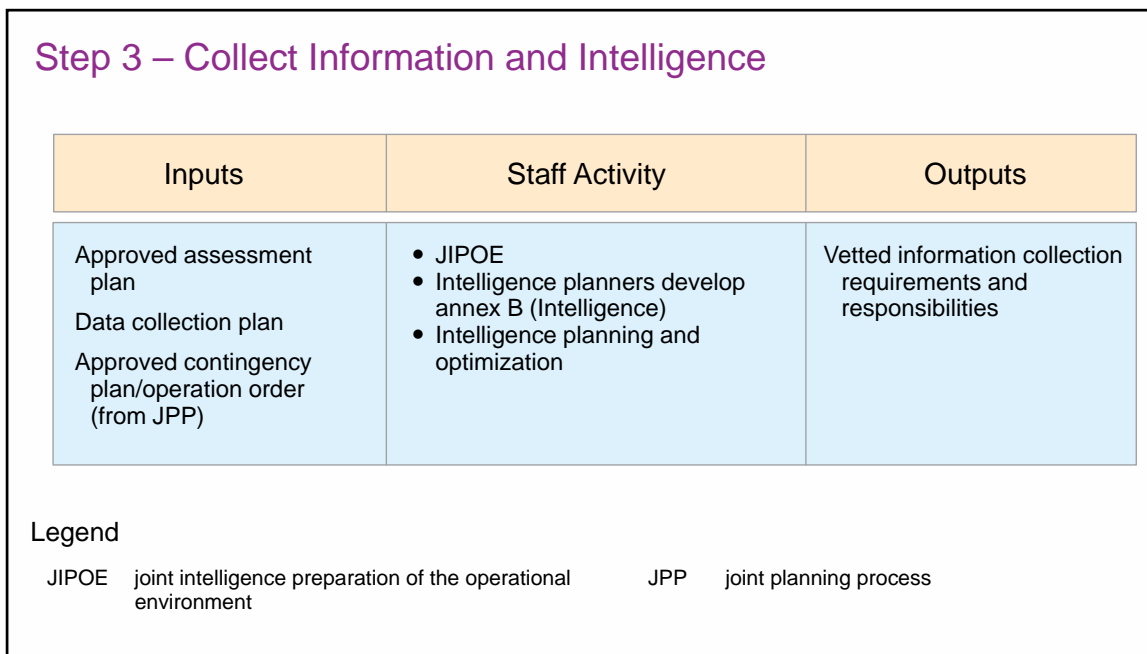 Step 3 – Collect Information and Intelligence
Inputs
Staff Activity
Outputs
Approved assessment
plan
Data collection plan
Approved contingency
plan/operation order
(from JPP)
• JIPOE
• Intelligence planners develop
annex B (Intelligence)
• Intelligence planning and
optimization
Vetted information collection
requirements and
responsibilities
Legend
JIPOE joint intelligence preparation of the operational
environment
JPP joint planning process